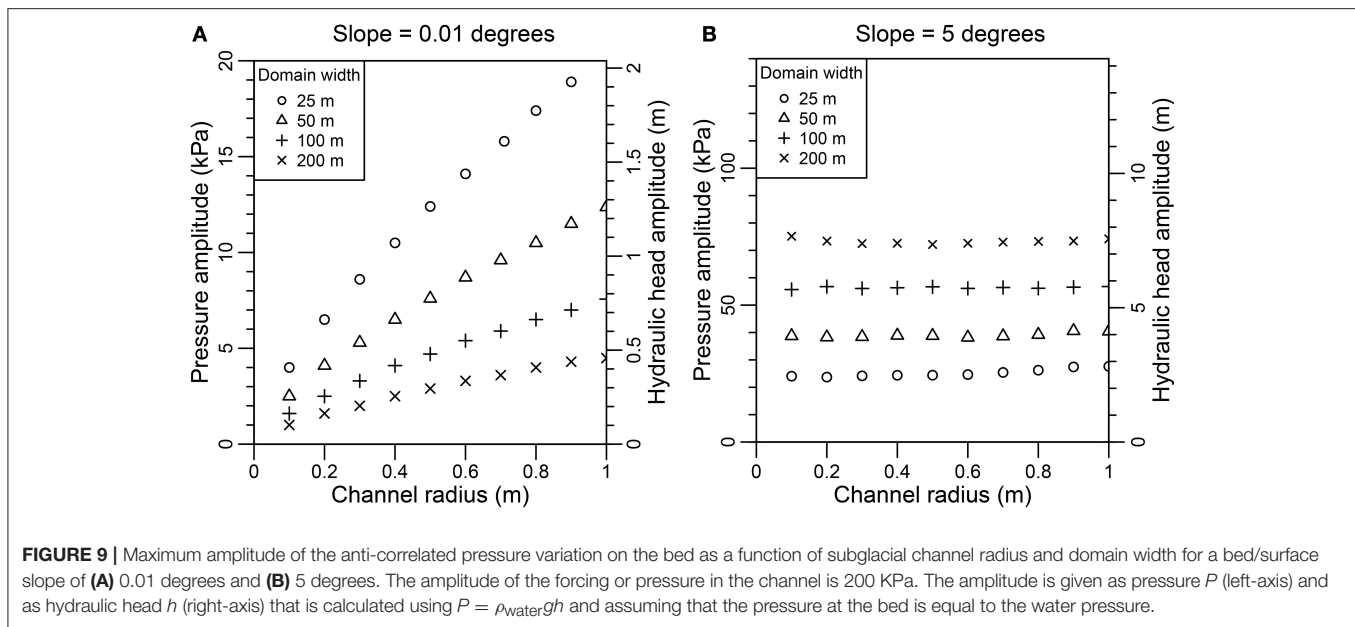 A
Slope = 0.01 degrees
Pressure amplitude (kPa)
20
15
10
5
0
Domain width
25 m
50 m
100 m
200 m
2
1.5
1
0.5
0
Hydraulic head amplitude (m)
0 0.2 0.4 0.6 0.8 1
Channel radius (m)
B
Slope = 5 degrees
Pressure amplitude (kPa)
100
50
0
Domain width
25 m
50 m
100 m
200 m
10
5
0
Hydraulic head amplitude (m)
0 0.2 0.4 0.6 0.8 1
Channel radius (m)
FIGURE 9 | Maximum amplitude of the anti-correlated pressure variation on the bed as a function of subglacial channel radius and domain width for a bed/surface
slope of (A) 0.01 degrees and (B) 5 degrees. The amplitude of the forcing or pressure in the channel is 200 KPa. The amplitude is given as pressure P (left-axis) and
as hydraulic head h (right-axis) that is calculated using P = ρwatergh and assuming that the pressure at the bed is equal to the water pressure.